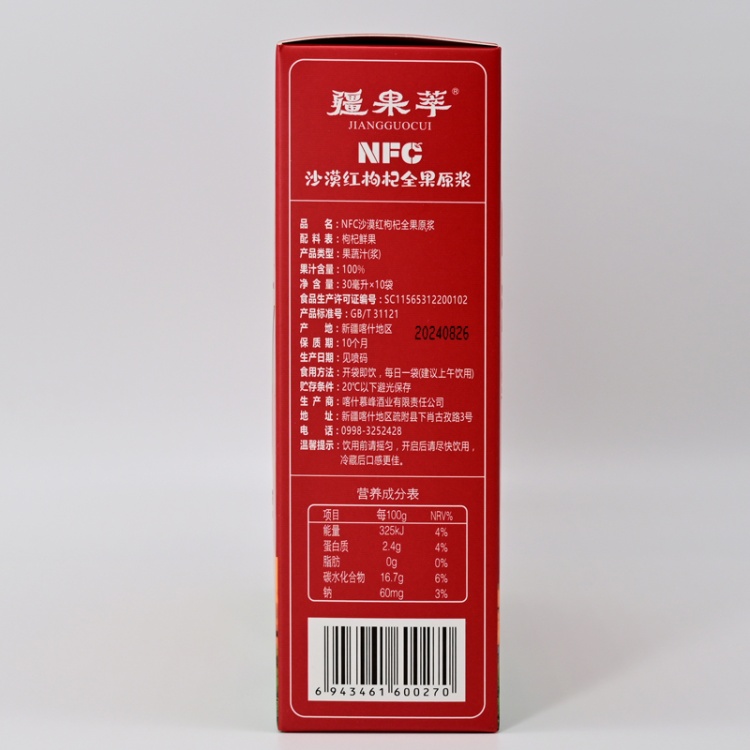 疆果萃®
JIANGGUOCUI
NFC
沙漠红枸杞全果原浆
品 名：NFC沙漠红枸杞全果原浆
配 料 表：枸杞鲜果
产品类型：果蔬汁(浆)
果汁含量：100%
净 含 量：30毫升×10袋
食品生产许可证编号：SC11565312200102
产品标准号：GB/T 31121
产 地：新疆喀什地区
20240826
保 质 期：10个月
生产日期：见喷码
食用方法：开袋即饮，每日一袋(建议上午饮用)
贮存条件：20℃以下避光保存
生 产 商：喀什慕峰酒业有限责任公司
地 址：新疆喀什地区疏附县下肖古孜路3号
电 话：0998-3252428
温馨提示：饮用前请摇匀，开启后请尽快饮用，
冷藏后口感更佳。
营养成分表
项目 每100g NRV%
能量 325kJ 4%
蛋白质 2.4g 4%
脂肪 0g 0%
碳水化合物 16.7g 6%
钠 60mg 3%
6 943461 600270